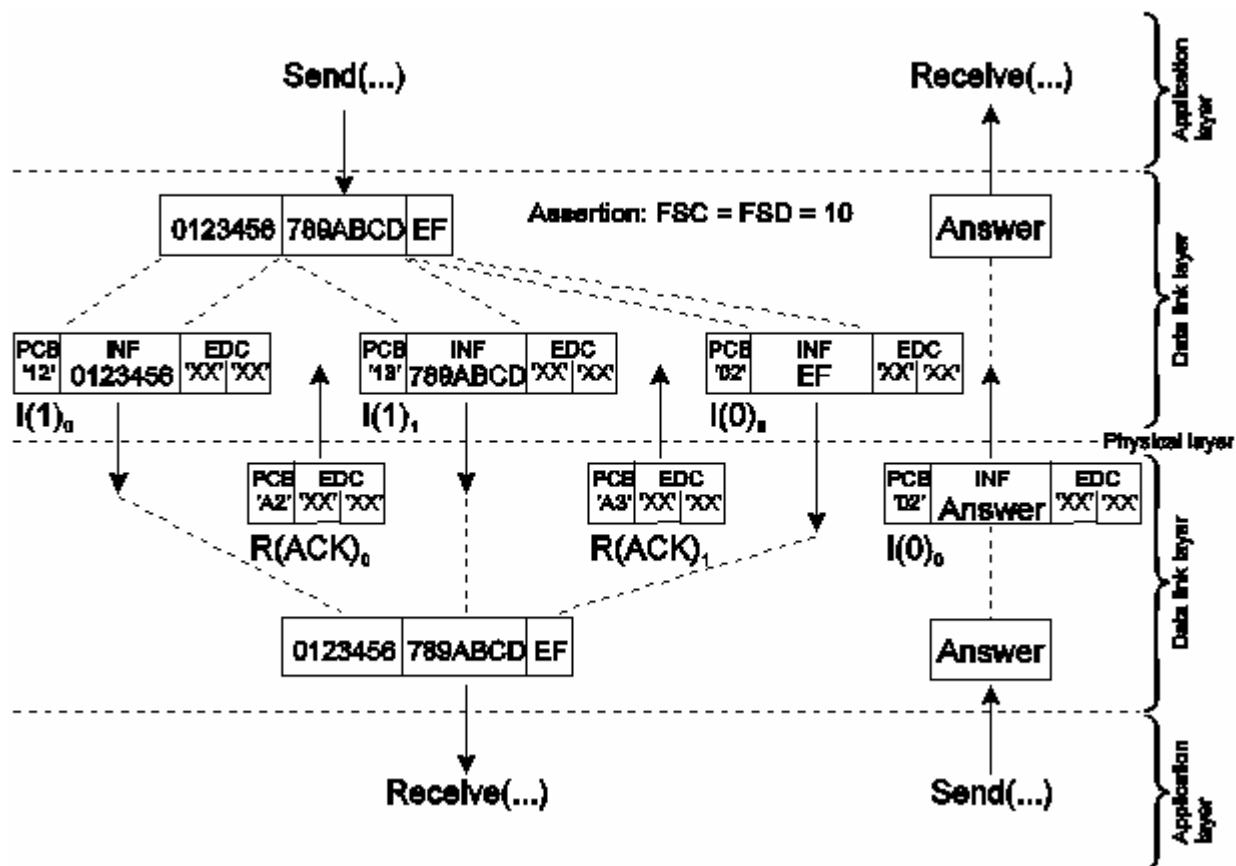 Send(...)
Receive(...)
Application layer
0123456 789ABCD EF
Assertion: FSC = FSD = 10
Answer
Data link layer
PCB INF EDC
'12' 0123456 'XX' 'XX'
I(1)₀
PCB INF EDC
'13' 789ABCD 'XX' 'XX'
I(1)₁
PCB INF EDC
'02' EF 'XX' 'XX'
I(0)₀
Physical layer
PCB EDC
'A2' 'XX' 'XX'
R(ACK)₀
PCB EDC
'A3' 'XX' 'XX'
R(ACK)₁
PCB INF EDC
'02' Answer 'XX' 'XX'
I(0)₀
Data link layer
0123456 789ABCD EF
Answer
Receive(...)
Send(...)
Application layer